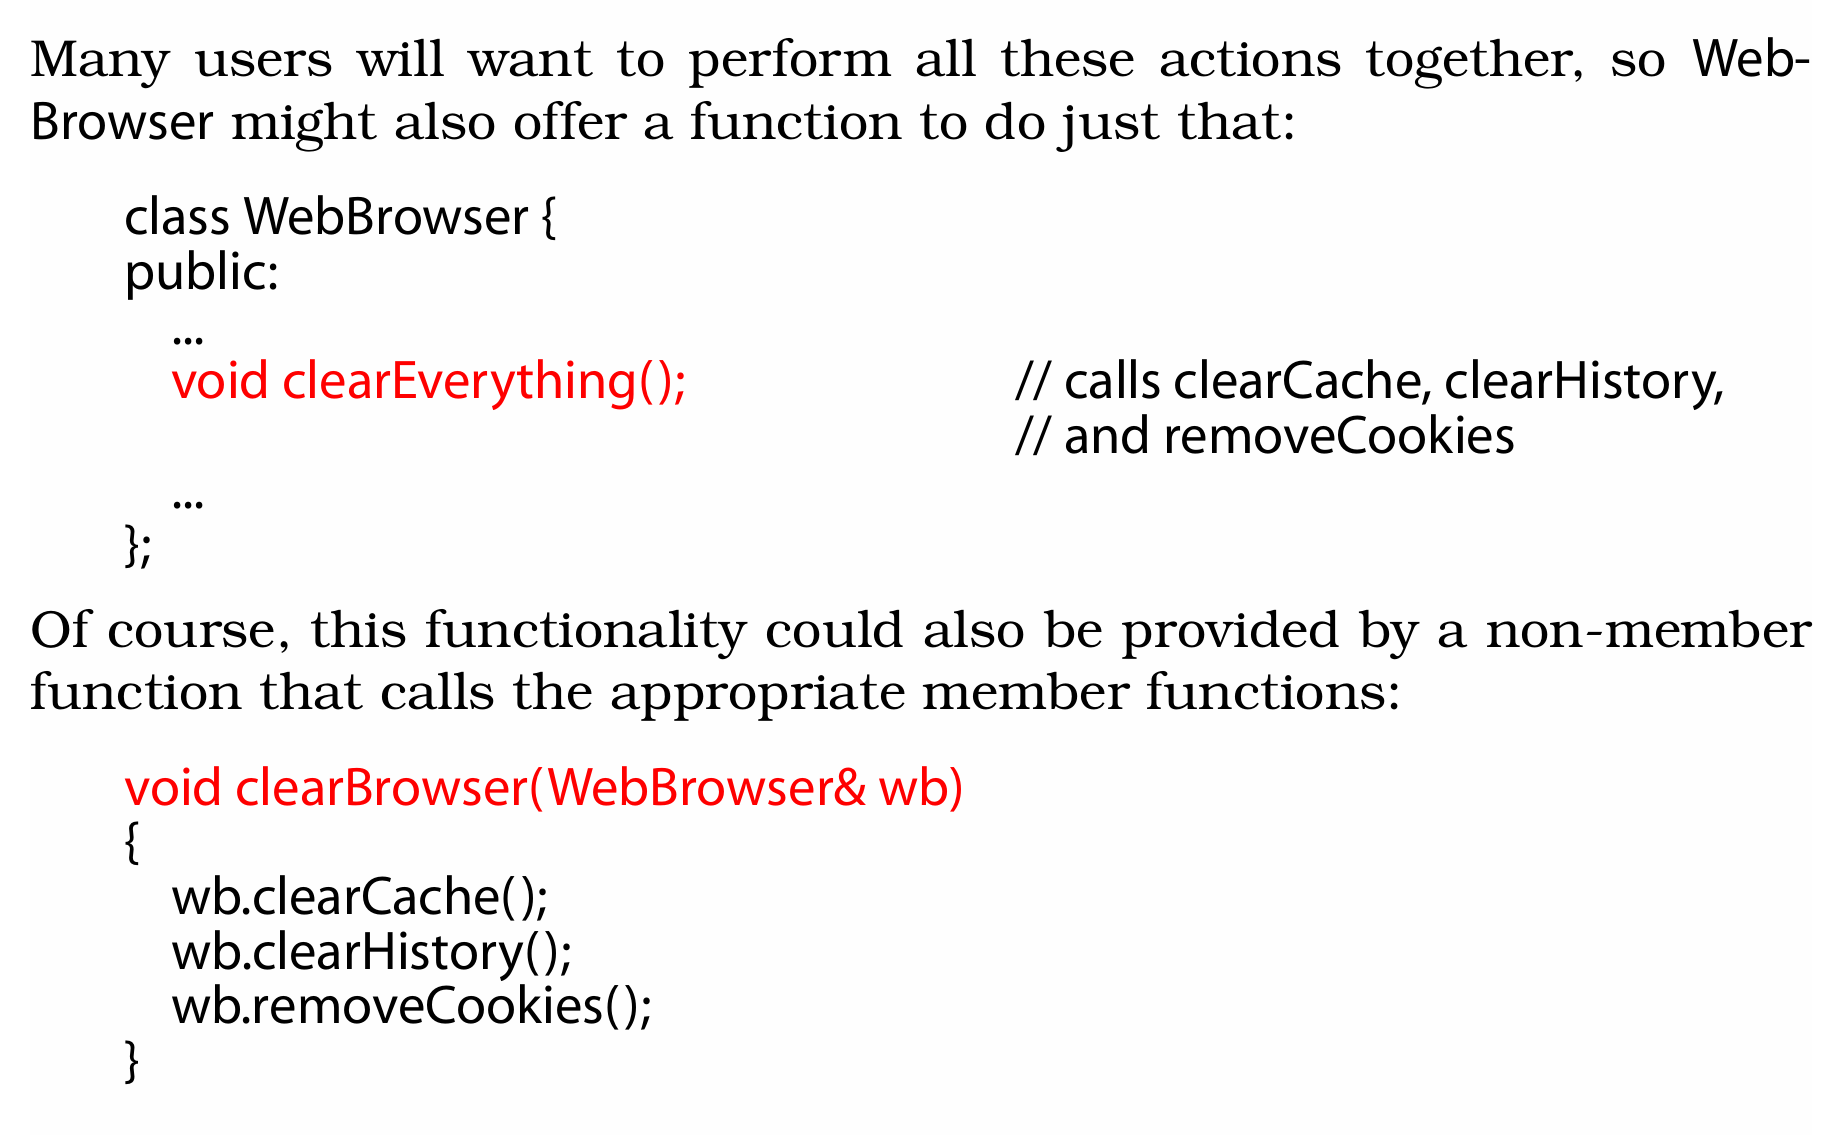 Many users will want to perform all these actions together, so Web-
Browser might also offer a function to do just that:
class WebBrowser {
public:
...
void clearEverything(); // calls clearCache, clearHistory,
// and removeCookies
...
};
Of course, this functionality could also be provided by a non-member
function that calls the appropriate member functions:
void clearBrowser(WebBrowser& wb)
{
wb.clearCache();
wb.clearHistory();
wb.removeCookies();
}